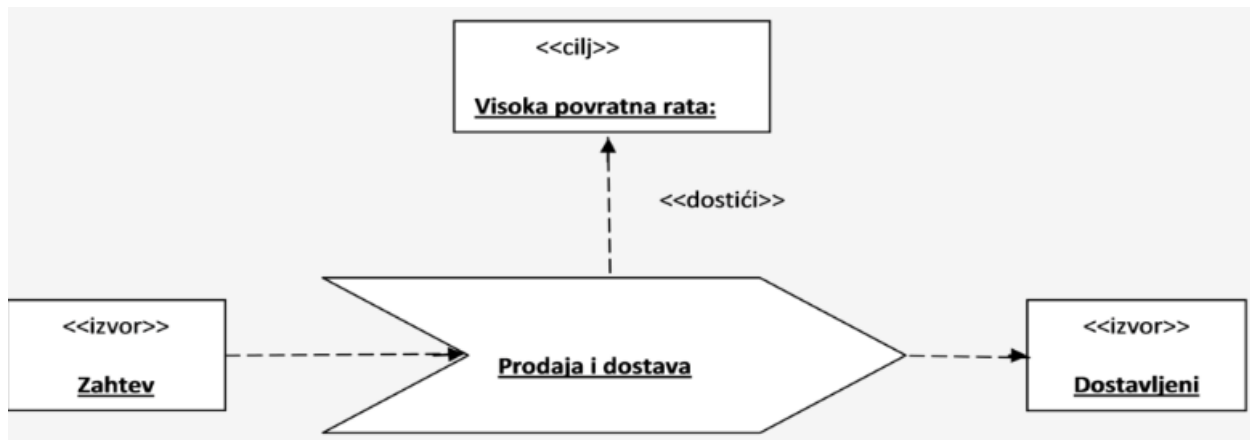 <<cilj>>
Visoka povratna rata:
<<dostići>>
<<izvor>>
Zahtev
Prodaja i dostava
<<izvor>>
Dostavljeni